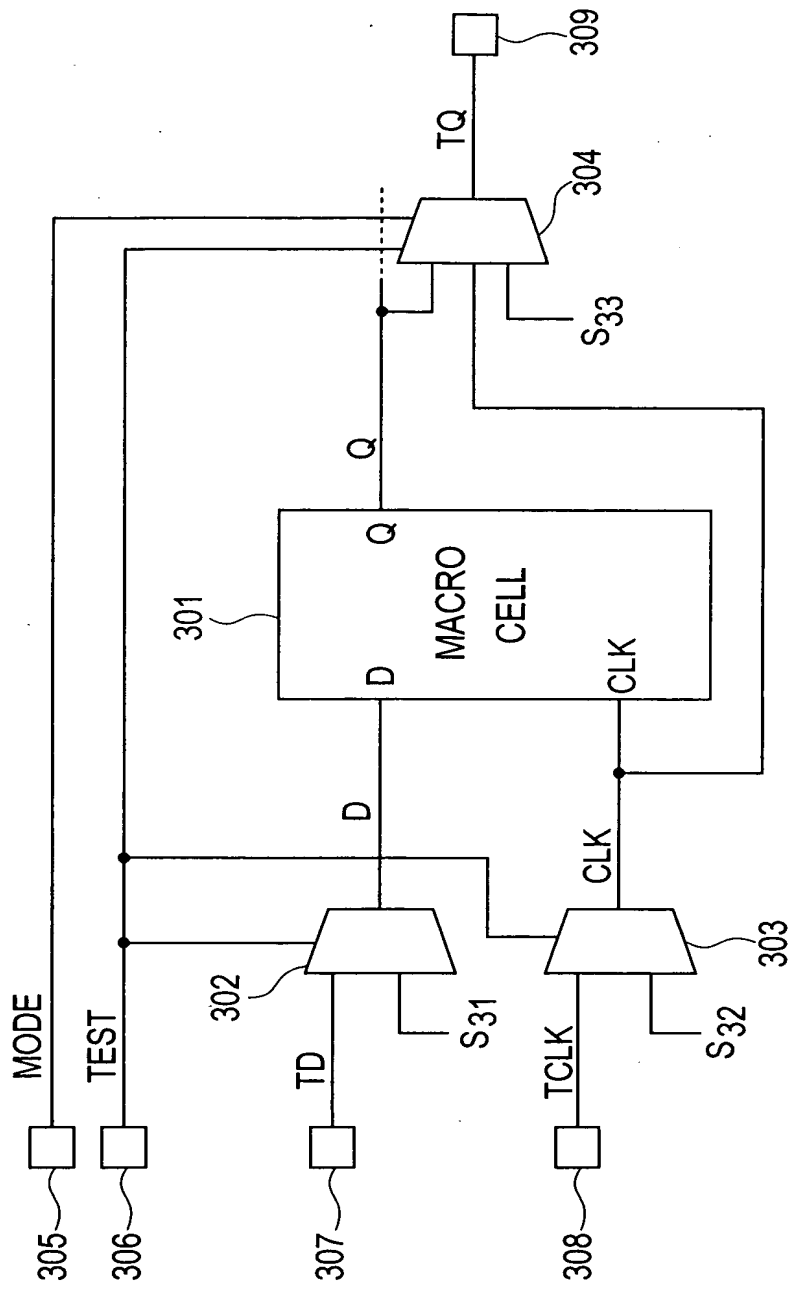 305
MODE
306
TEST
307
TD
302
S31
308
TCLK
303
S32
D
CLK
301
D
Q
MACRO
CELL
CLK
Q
S33
304
TQ
309